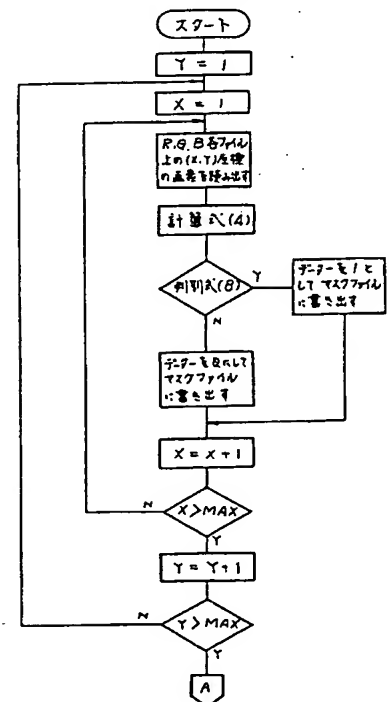 スタート
Y = 1
X = 1
R,G,B各ファイル
上の(X,Y)座標
の画素を読み出す
計算式(4)
判別式(8)
Y
データーを1と
してマスクファイル
に書き出す
N
データーを0にして
マスクファイル
に書き出す
X = X+1
N
X>MAX
Y
Y = Y+1
N
Y>MAX
Y
A